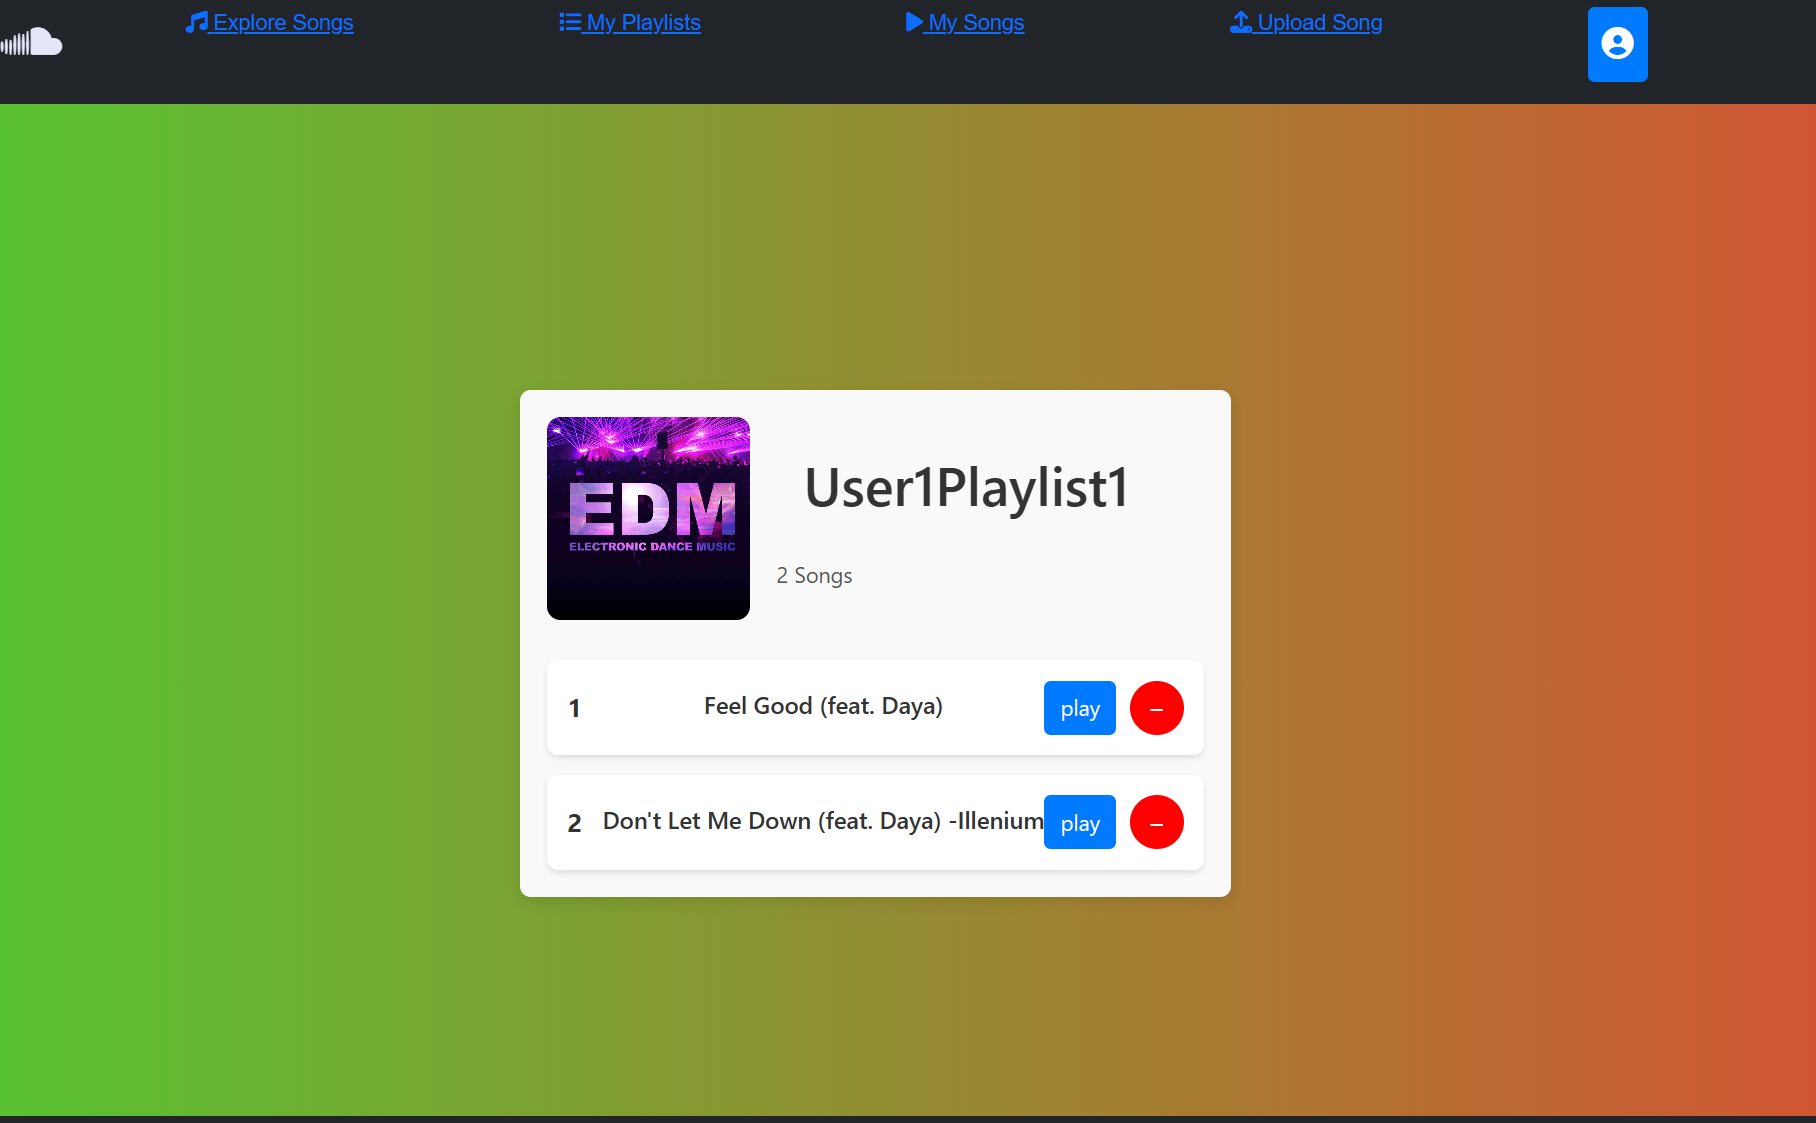 Explore Songs
My Playlists
My Songs
Upload Song
EDM
ELECTRONIC DANCE MUSIC
User1Playlist1
2 Songs
1 Feel Good (feat. Daya) play –
2 Don't Let Me Down (feat. Daya) -Illenium play –